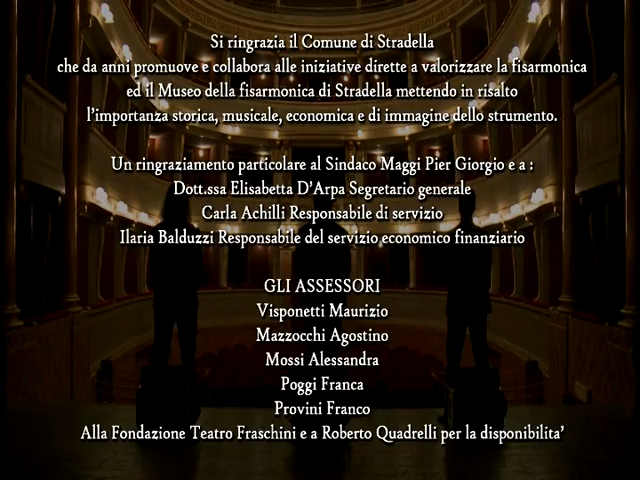 Si ringrazia il Comune di Stradella
che da anni promuove e collabora alle iniziative dirette a valorizzare la fisarmonica
ed il Museo della fisarmonica di Stradella mettendo in risalto
l'importanza storica, musicale, economica e di immagine dello strumento.
Un ringraziamento particolare al Sindaco Maggi Pier Giorgio e a :
Dott.ssa Elisabetta D'Arpa Segretario generale
Carla Achilli Responsabile di servizio
Ilaria Balduzzi Responsabile del servizio economico finanziario
GLI ASSESSORI
Visponetti Maurizio
Mazzocchi Agostino
Mossi Alessandra
Poggi Franca
Provini Franco
Alla Fondazione Teatro Fraschini e a Roberto Quadrelli per la disponibilita'